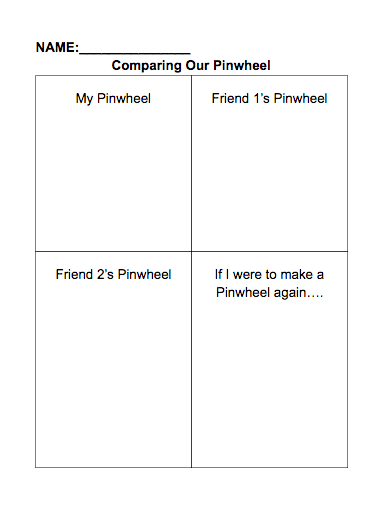 NAME:_______________
Comparing Our Pinwheel
My Pinwheel
Friend 1’s Pinwheel
Friend 2’s Pinwheel
If I were to make a
Pinwheel again….